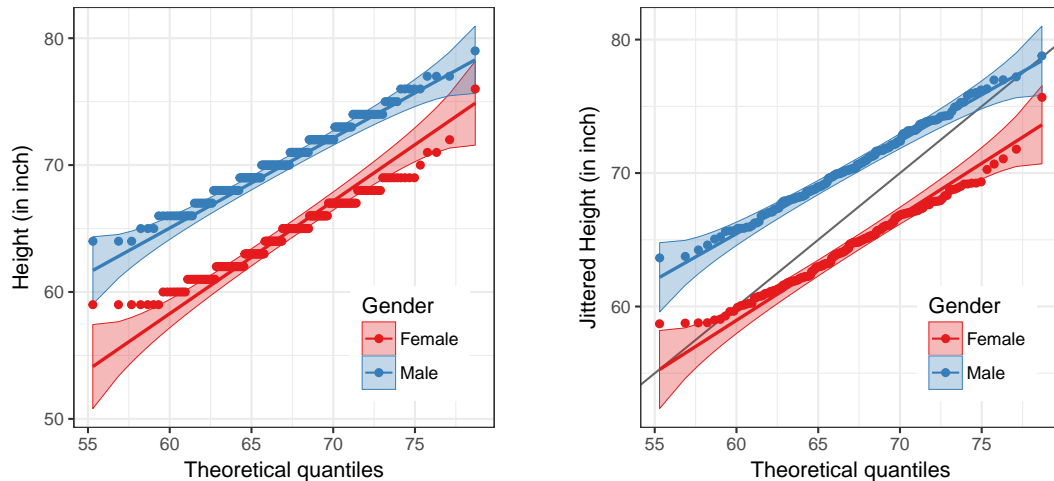 80
70
60
50
Height (in inch)
55
60
65
70
75
Theoretical quantiles
Gender
Female
Male
80
70
60
Jittered Height (in inch)
55
60
65
70
75
Theoretical quantiles
Gender
Female
Male